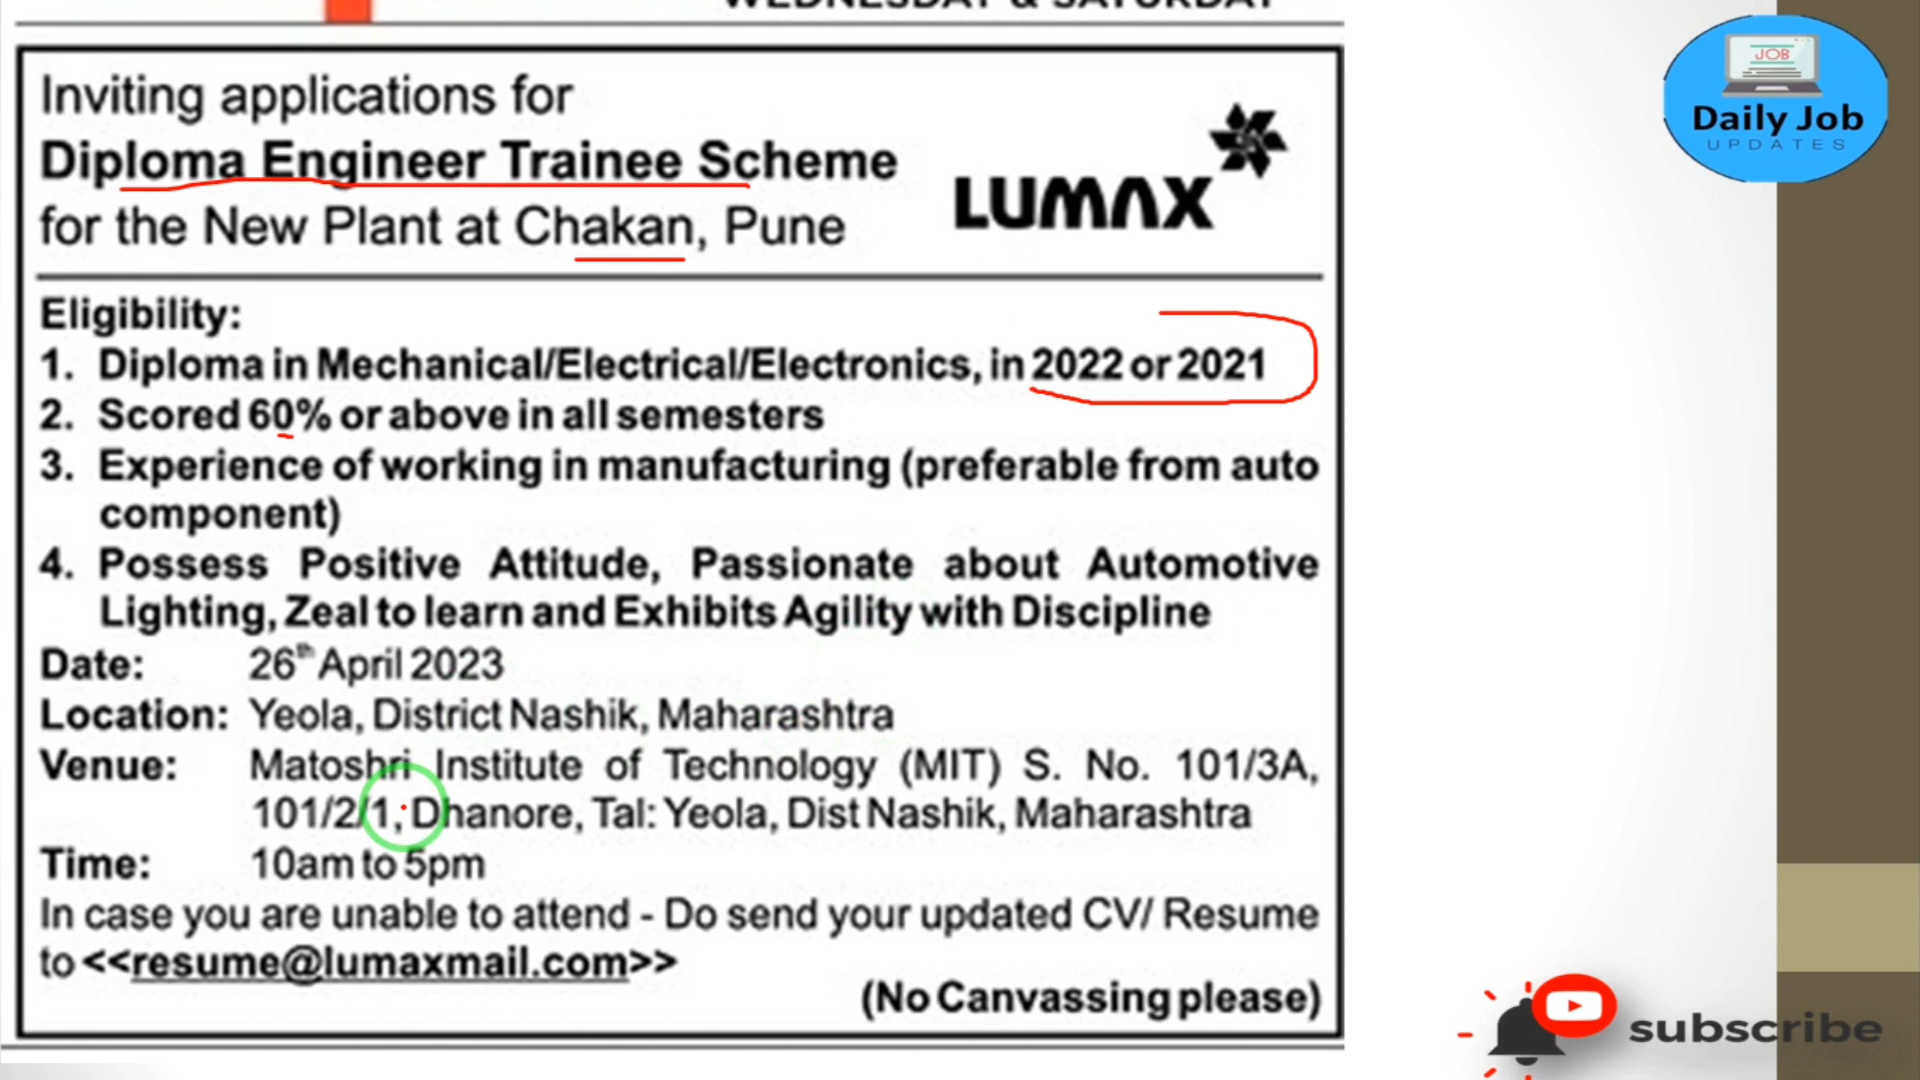 WEDNESDAY & SATURDAY
Inviting applications for
Diploma Engineer Trainee Scheme
for the New Plant at Chakan, Pune
LUMAX
Eligibility:
1. Diploma in Mechanical/Electrical/Electronics, in 2022 or 2021
2. Scored 60% or above in all semesters
3. Experience of working in manufacturing (preferable from auto
component)
4. Possess Positive Attitude, Passionate about Automotive
Lighting, Zeal to learn and Exhibits Agility with Discipline
Date: 26th April 2023
Location: Yeola, District Nashik, Maharashtra
Venue: Matoshri Institute of Technology (MIT) S. No. 101/3A,
101/2/1, Dhanore, Tal: Yeola, Dist Nashik, Maharashtra
Time: 10am to 5pm
In case you are unable to attend - Do send your updated CV/ Resume
to <<resume@lumaxmail.com>>
(No Canvassing please)
JOB
Daily Job
UPDATES
subscribe